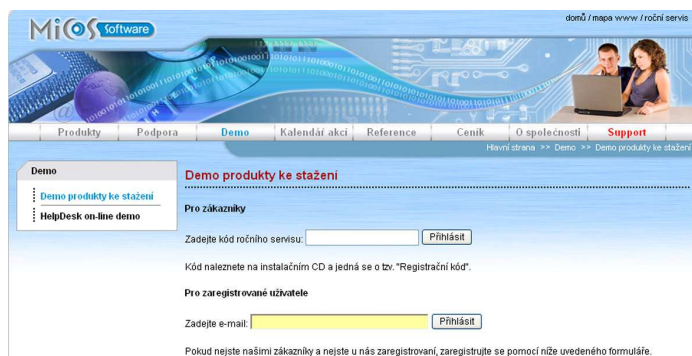 MiCOS Software
domů / mapa www / roční servis
Produkty Podpora Demo Kalendář akcí Reference Ceník O společnosti Support
Hlavní strana >> Demo >> Demo produkty ke stažení
Demo
Demo produkty ke stažení
HelpDesk on-line demo
Demo produkty ke stažení
Pro zákazníky
Zadejte kód ročního servisu: Přihlásit
Kód naleznete na instalačním CD a jedná se o tzv. "Registrační kód".
Pro zaregistrované uživatele
Zadejte e-mail: Přihlásit
Pokud nejste našimi zákazníky a nejste u nás zaregistrovaní, zaregistrujte se pomocí níže uvedeného formuláře.